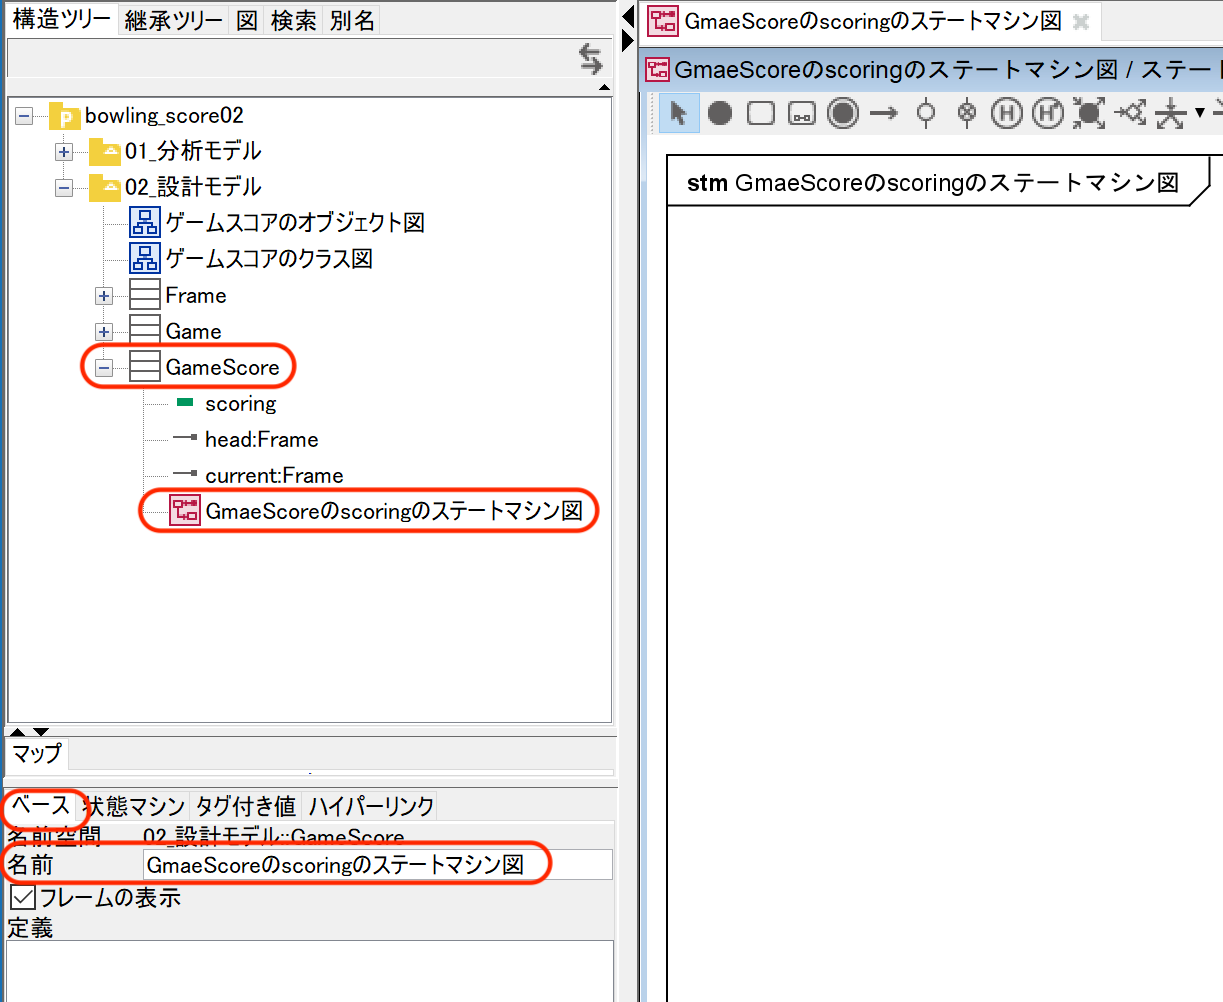 構造ツリー 継承ツリー 図 検索 別名
bowling_score02
01_分析モデル
02_設計モデル
ゲームスコアのオブジェクト図
ゲームスコアのクラス図
Frame
Game
GameScore
scoring
head:Frame
current:Frame
GmaeScoreのscoringのステートマシン図
マップ
ベース 状態マシン タグ付き値 ハイパーリンク
名前空間 02_設計モデル::GameScore
名前 GmaeScoreのscoringのステートマシン図
フレームの表示
定義
GmaeScoreのscoringのステートマシン図
GmaeScoreのscoringのステートマシン図 / ステート
stm GmaeScoreのscoringのステートマシン図